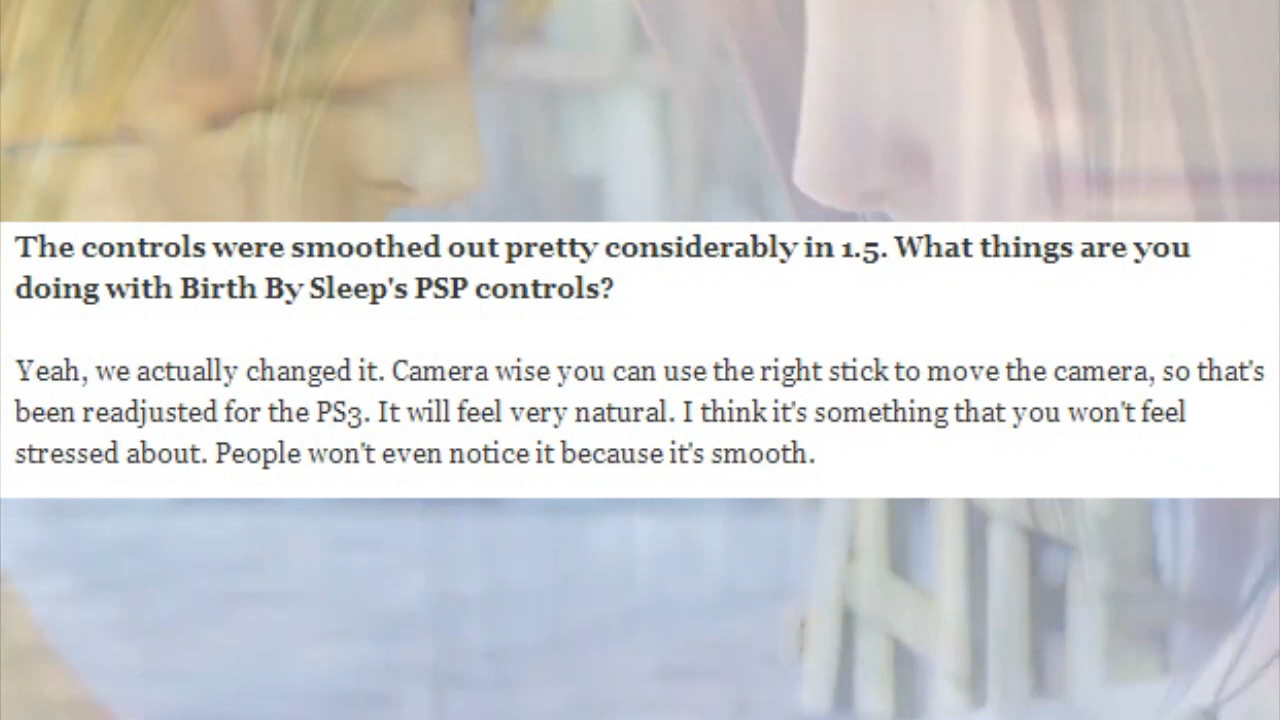 The controls were smoothed out pretty considerably in 1.5. What things are you
doing with Birth By Sleep's PSP controls?
Yeah, we actually changed it. Camera wise you can use the right stick to move the camera, so that's
been readjusted for the PS3. It will feel very natural. I think it's something that you won't feel
stressed about. People won't even notice it because it's smooth.